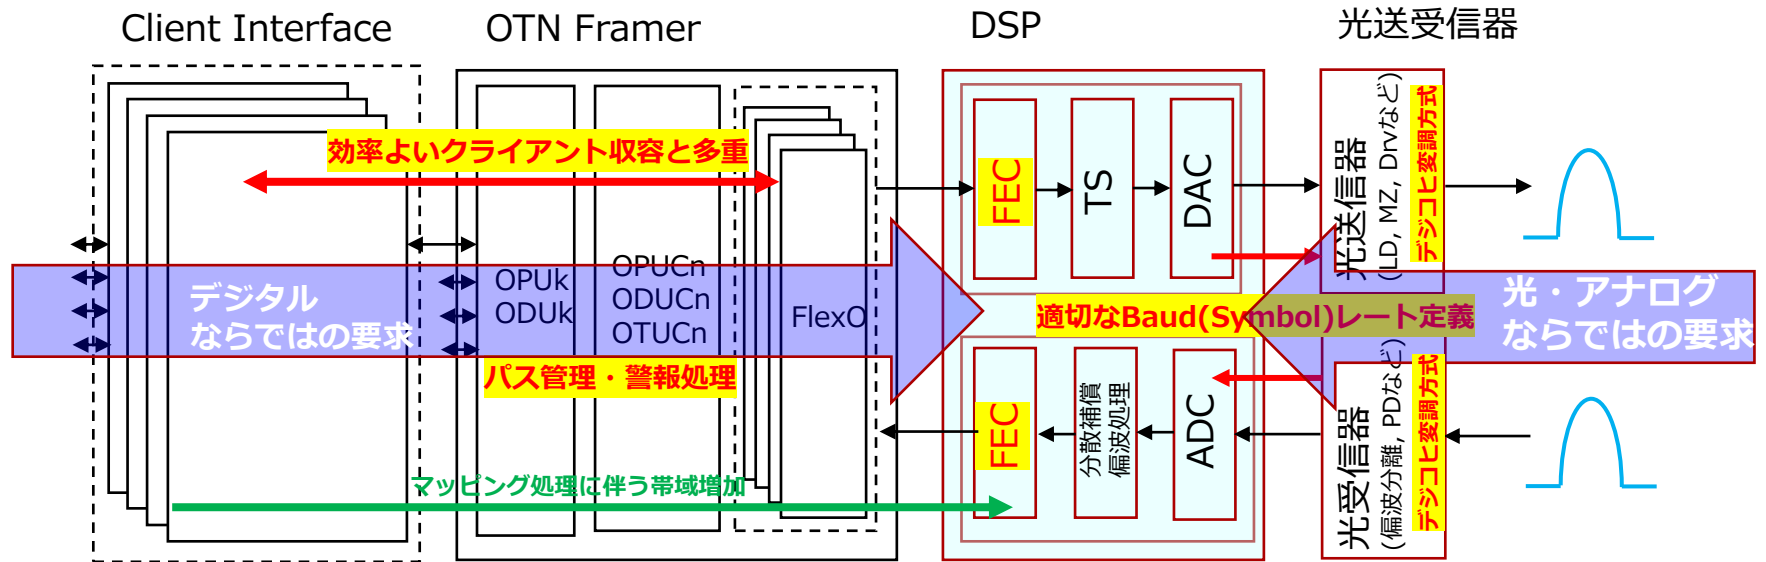 Client Interface
OTN Framer
DSP
光送受信器
効率よいクライアント収容と多重
デジタル
ならではの要求
OPUk
ODUk
OPUCn
ODUCn
OTUCn
FlexO
パス管理・警報処理
マッピング処理に伴う帯域増加
FEC
TS
DAC
適切なBaud(Symbol)レート定義
FEC
分散補償
偏波処理
ADC
光送信器
(LD, MZ, Drvなど)
デジコヒ変調方式
光・アナログ
ならではの要求
光受信器
(偏波分離, PDなど)
デジコヒ変調方式